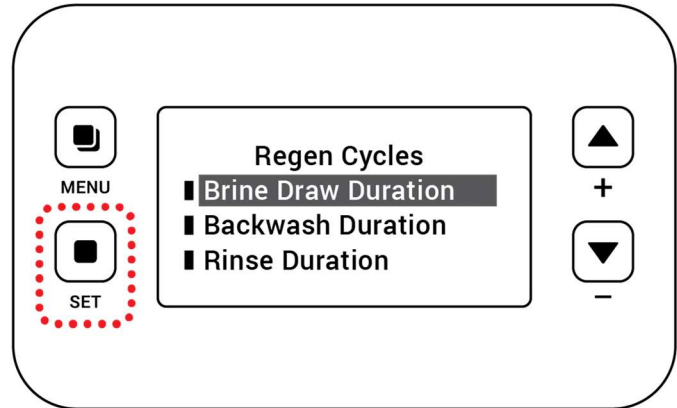 MENU
SET
Regen Cycles
Brine Draw Duration
Backwash Duration
Rinse Duration
+
−